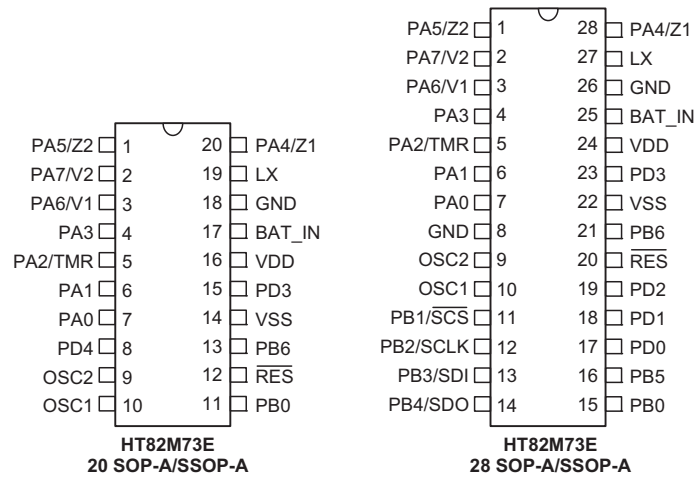 PA5/Z2 1 20 PA4/Z1
PA7/V2 2 19 LX
PA6/V1 3 18 GND
PA3 4 17 BAT_IN
PA2/TMR 5 16 VDD
PA1 6 15 PD3
PA0 7 14 VSS
PD4 8 13 PB6
OSC2 9 12 RES
OSC1 10 11 PB0
HT82M73E
20 SOP-A/SSOP-A
PA5/Z2 1 28 PA4/Z1
PA7/V2 2 27 LX
PA6/V1 3 26 GND
PA3 4 25 BAT_IN
PA2/TMR 5 24 VDD
PA1 6 23 PD3
PA0 7 22 VSS
GND 8 21 PB6
OSC2 9 20 RES
OSC1 10 19 PD2
PB1/SCS 11 18 PD1
PB2/SCLK 12 17 PD0
PB3/SDI 13 16 PB5
PB4/SDO 14 15 PB0
HT82M73E
28 SOP-A/SSOP-A